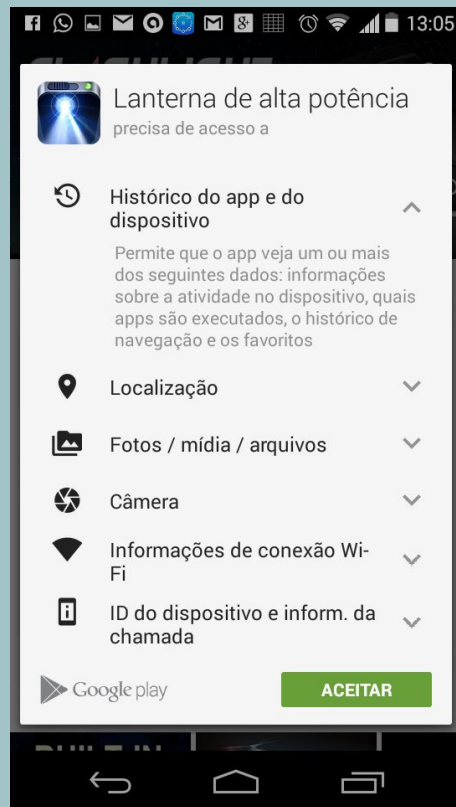 13:05
Lanterna de alta potência
precisa de acesso a
Histórico do app e do
dispositivo
Permite que o app veja um ou mais
dos seguintes dados: informações
sobre a atividade no dispositivo, quais
apps são executados, o histórico de
navegação e os favoritos
Localização
Fotos / mídia / arquivos
Câmera
Informações de conexão Wi-
Fi
ID do dispositivo e inform. da
chamada
Google play
ACEITAR